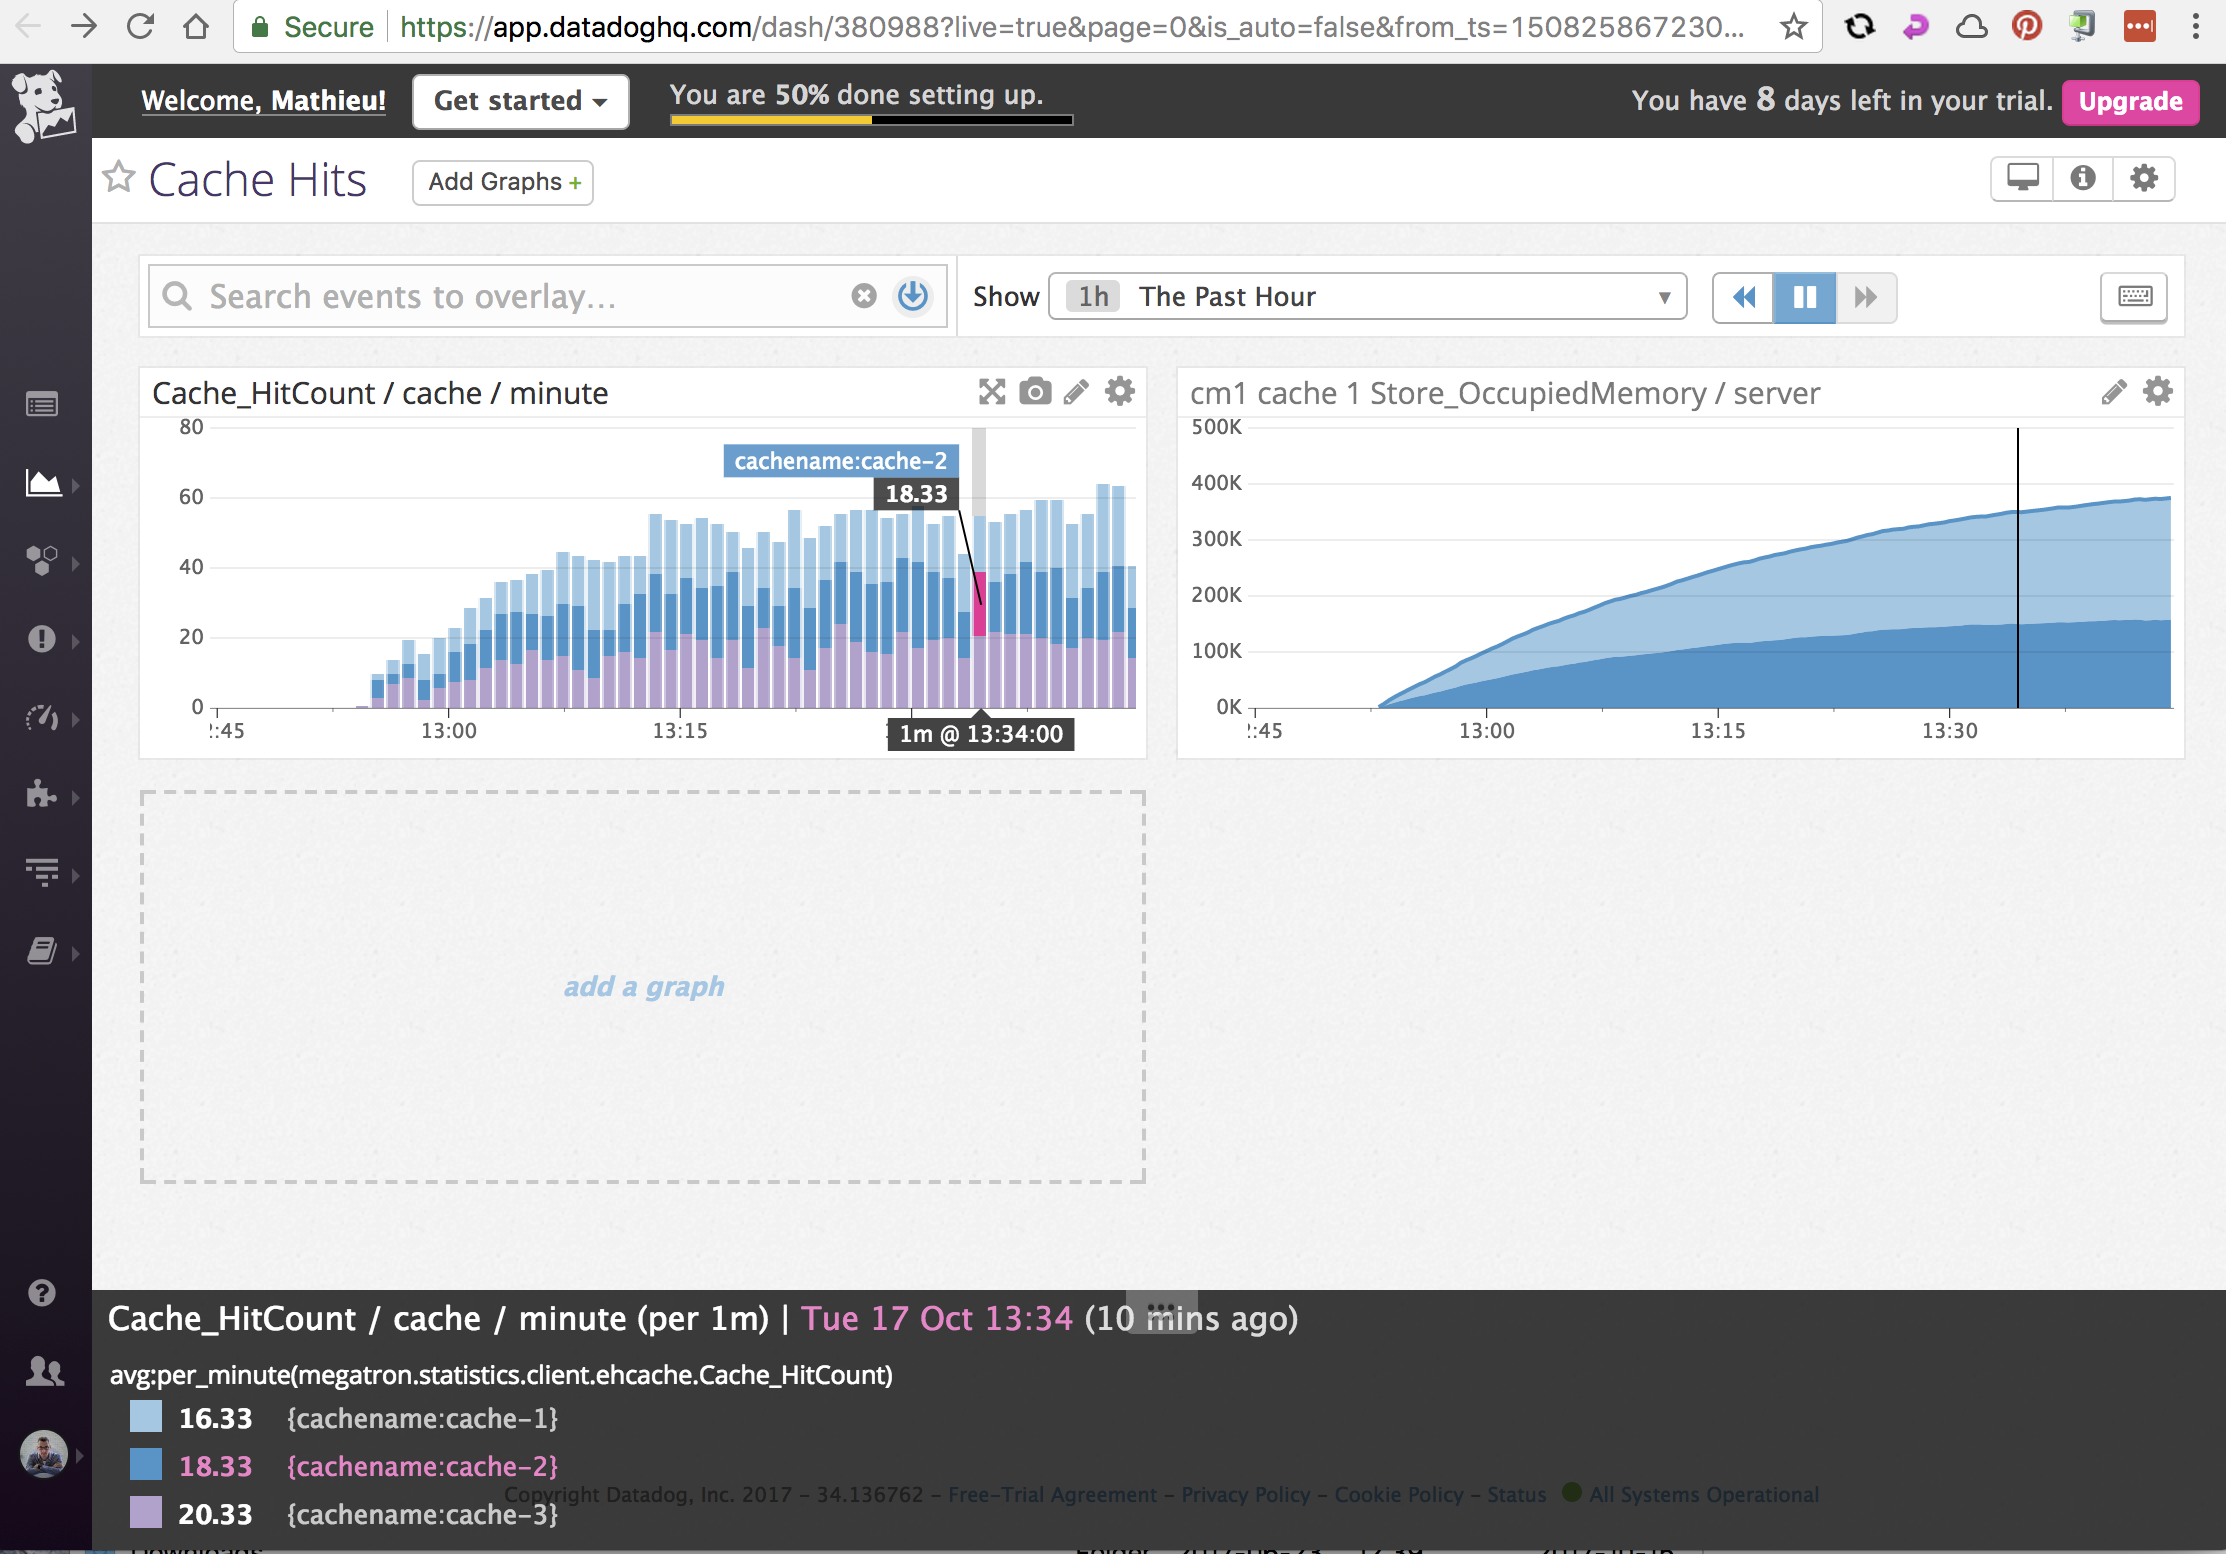 Secure https://app.datadoghq.com/dash/380988?live=true&page=0&is_auto=false&from_ts=150825867230...
Welcome, Mathieu!
Get started
You are 50% done setting up.
You have 8 days left in your trial.
Upgrade
Cache Hits
Add Graphs +
Search events to overlay...
Show 1h The Past Hour
Cache_HitCount / cache / minute
80
60
40
20
0
cachename:cache-2
18.33
:45 13:00 13:15
1m @ 13:34:00
cm1 cache 1 Store_OccupiedMemory / server
500K
400K
300K
200K
100K
0K
:45 13:00 13:15 13:30
add a graph
Cache_HitCount / cache / minute (per 1m) | Tue 17 Oct 13:34 (10 mins ago)
avg:per_minute(megatron.statistics.client.ehcache.Cache_HitCount)
16.33 {cachename:cache-1}
18.33 {cachename:cache-2}
20.33 {cachename:cache-3}
Copyright Datadog, Inc. 2017 - 34.136762 - Free-Trial Agreement - Privacy Policy - Cookie Policy - Status All Systems Operational